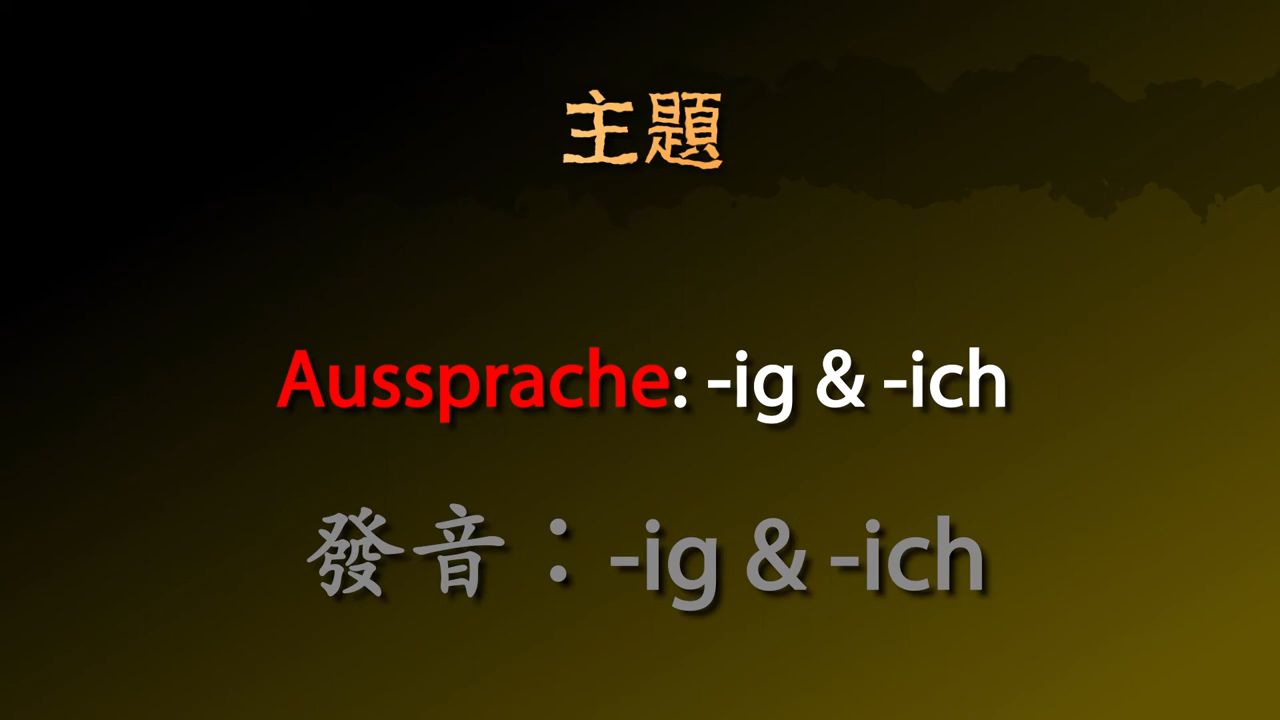 主題
Aussprache: -ig & -ich
發音：-ig & -ich